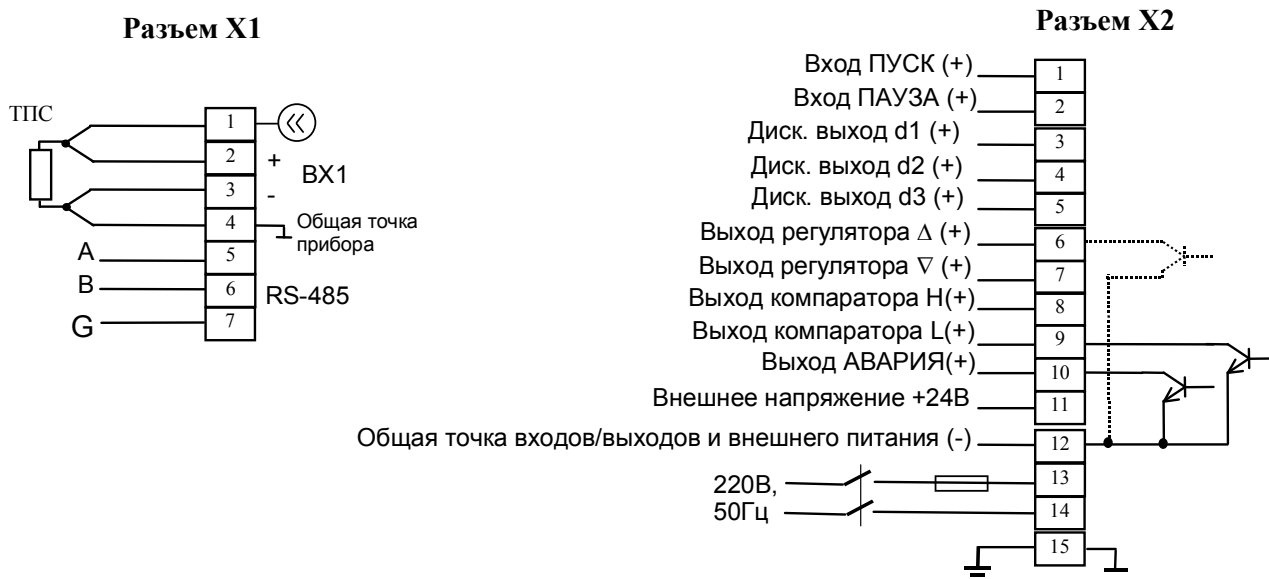 Разъем X1
ТПС
1
2
+
ВХ1
3
-
4
Общая точка
прибора
А
5
В
6
RS-485
G
7
Разъем X2
Вход ПУСК (+)
1
Вход ПАУЗА (+)
2
Диск. выход d1 (+)
3
Диск. выход d2 (+)
4
Диск. выход d3 (+)
5
Выход регулятора Δ (+)
6
Выход регулятора ∇ (+)
7
Выход компаратора H(+)
8
Выход компаратора L(+)
9
Выход АВАРИЯ(+)
10
Внешнее напряжение +24В
11
Общая точка входов/выходов и внешнего питания (-)
12
220В,
13
50Гц
14
15